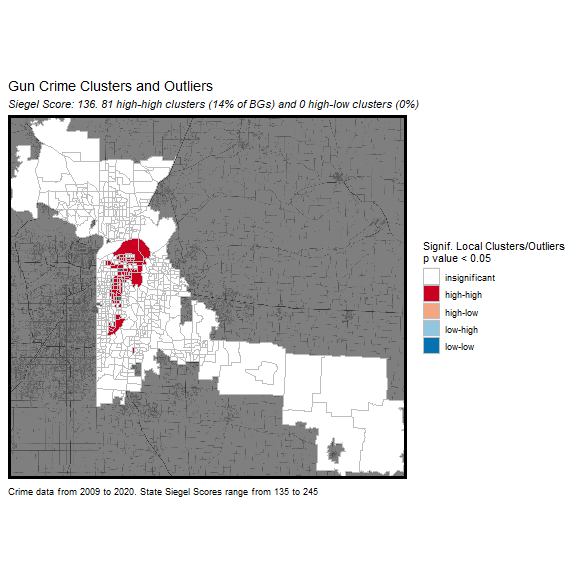 Gun Crime Clusters and Outliers
Siegel Score: 136. 81 high-high clusters (14% of BGs) and 0 high-low clusters (0%)
Signif. Local Clusters/Outliers
p value < 0.05
insignificant
high-high
high-low
low-high
low-low
Crime data from 2009 to 2020. State Siegel Scores range from 135 to 245